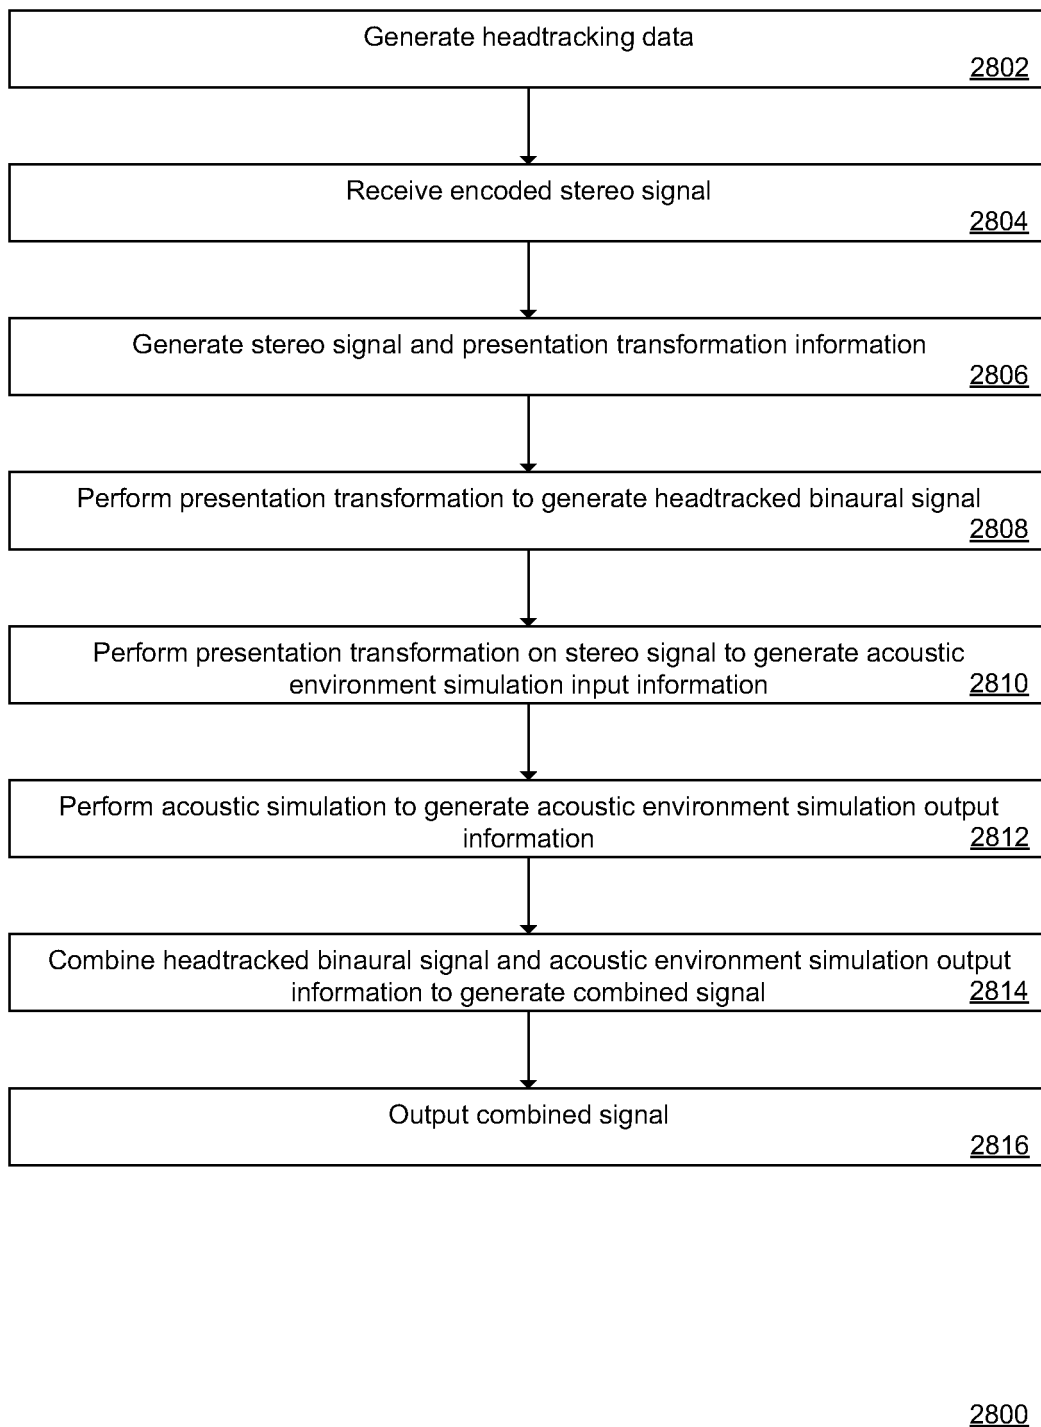 Generate headtracking data
2802
Receive encoded stereo signal
2804
Generate stereo signal and presentation transformation information
2806
Perform presentation transformation to generate headtracked binaural signal
2808
Perform presentation transformation on stereo signal to generate acoustic
environment simulation input information
2810
Perform acoustic simulation to generate acoustic environment simulation output
information
2812
Combine headtracked binaural signal and acoustic environment simulation output
information to generate combined signal
2814
Output combined signal
2816
2800